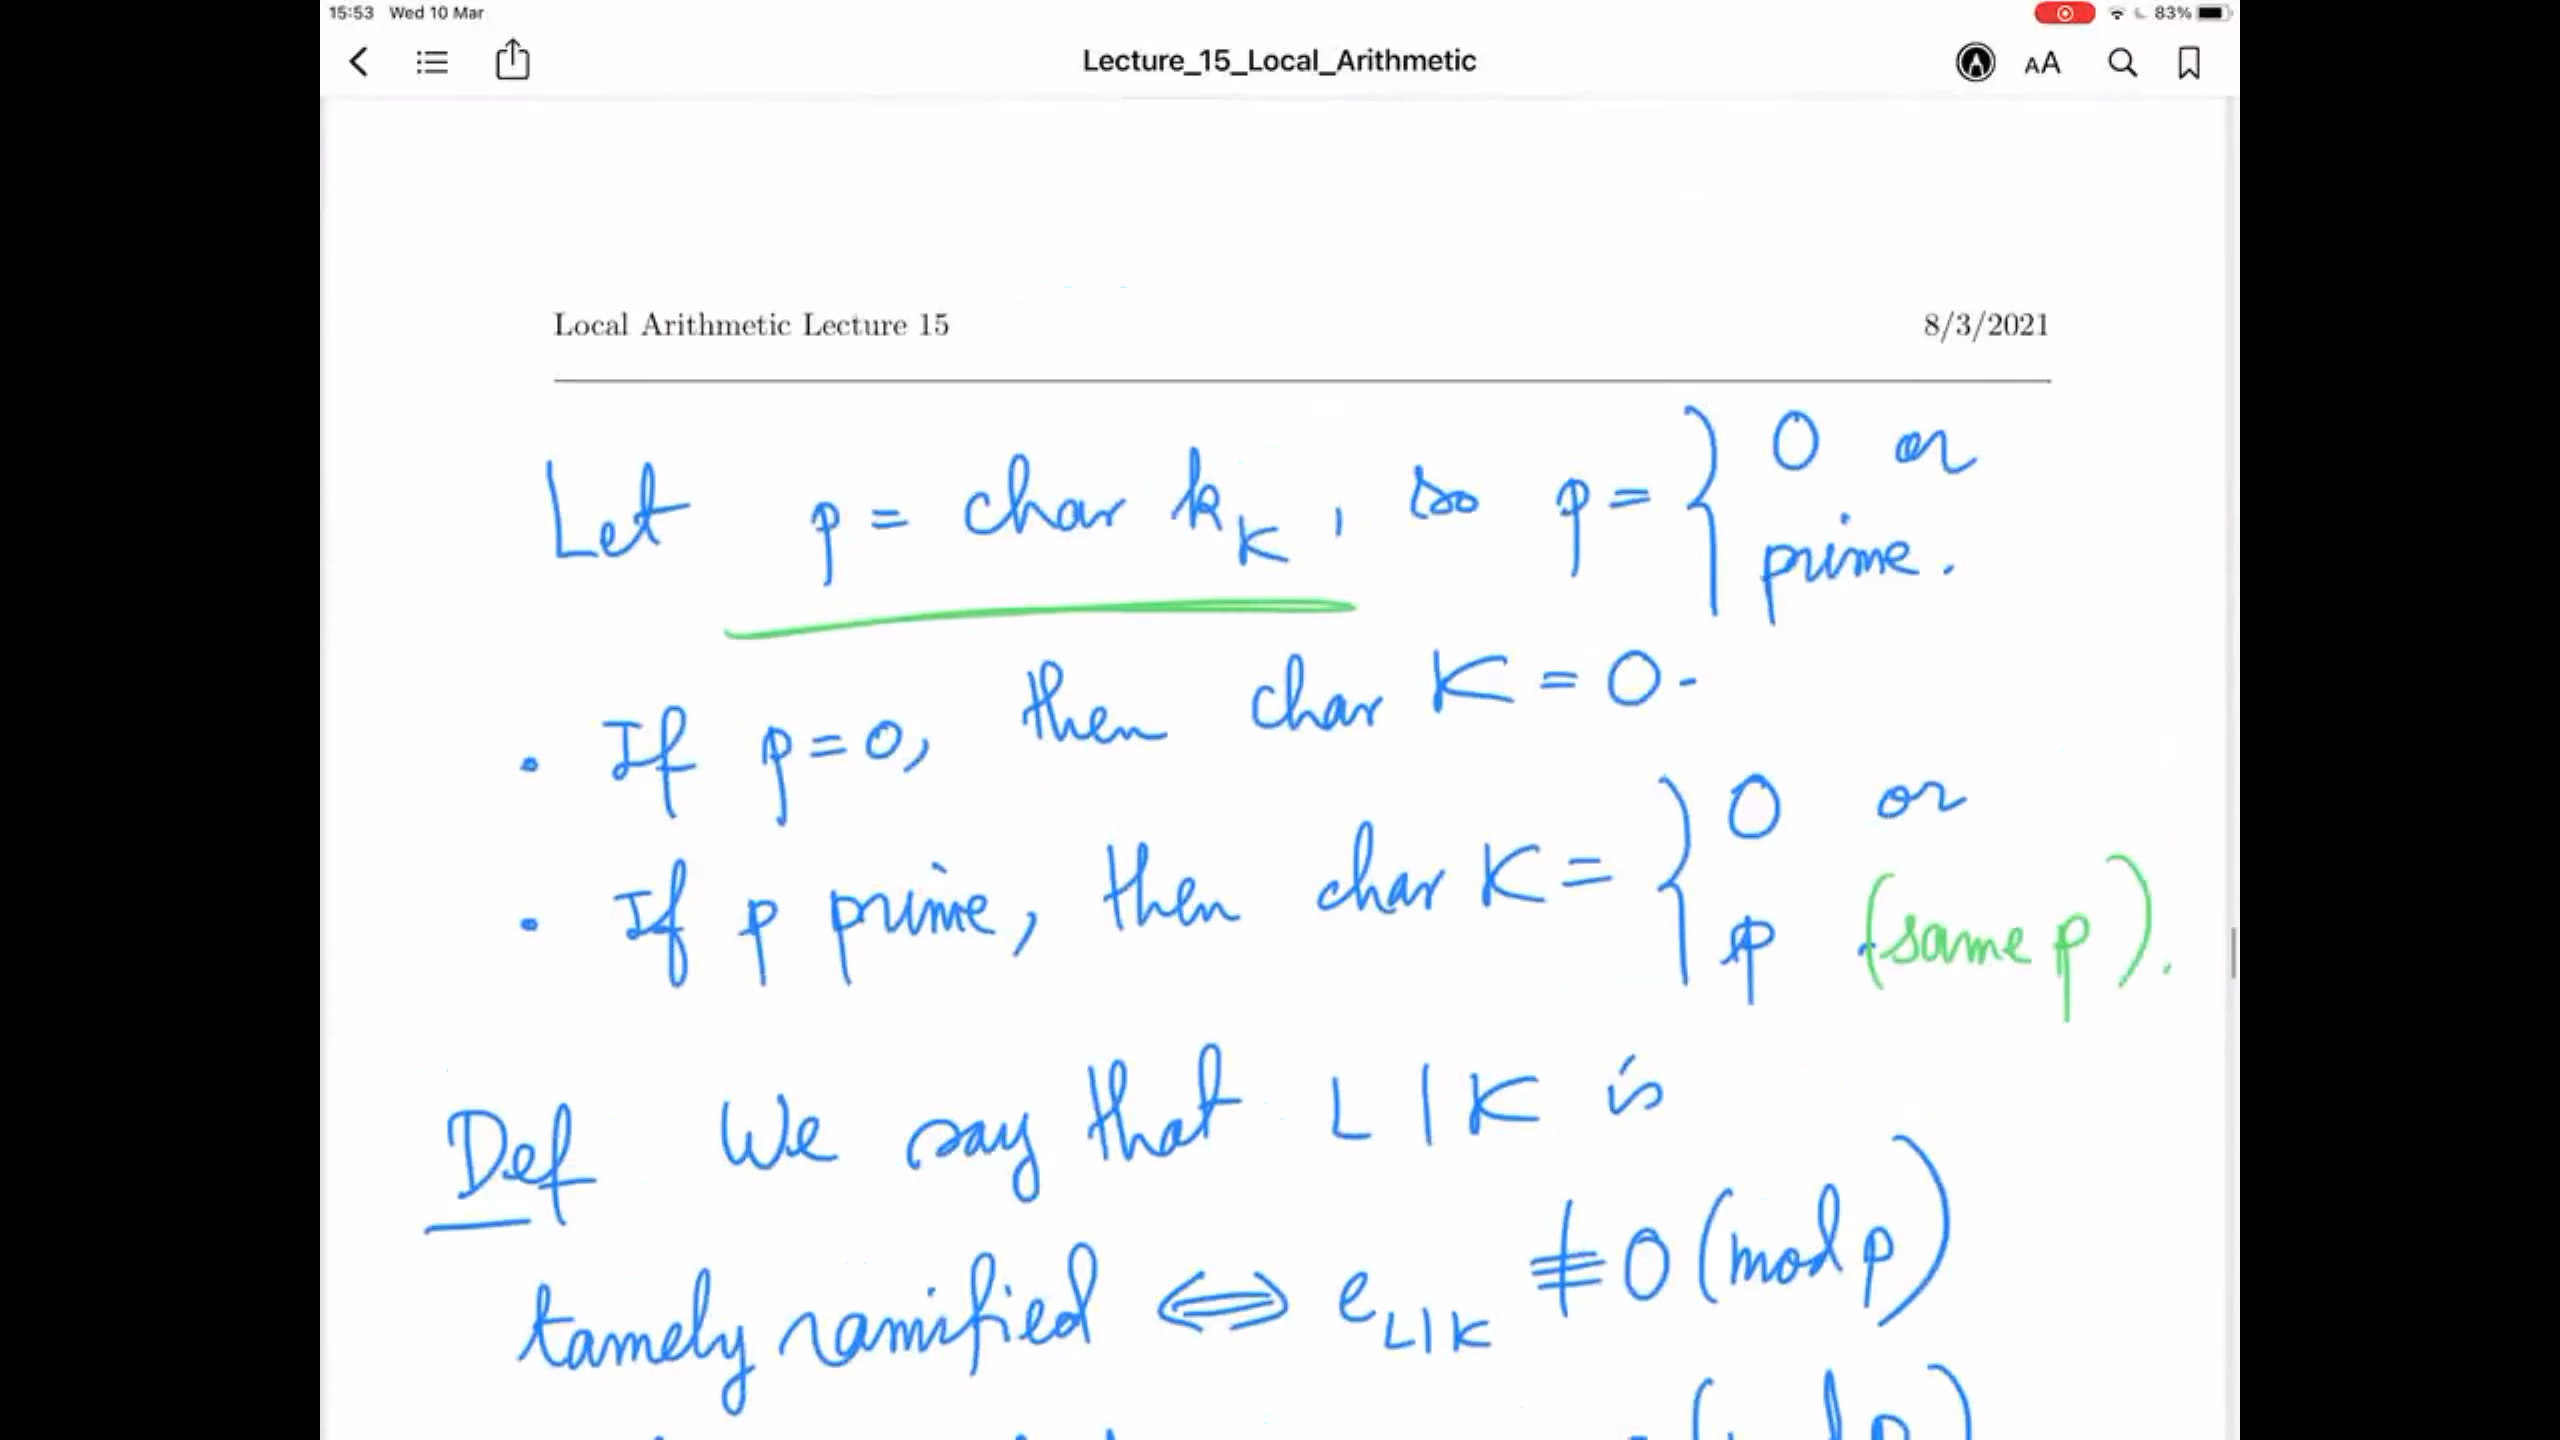 15:53 Wed 10 Mar
83%
Lecture_15_Local_Arithmetic
AA
Local Arithmetic Lecture 15 8/3/2021
Let p = char k_K, so p = { 0 or
prime.
• If p=0, then char K = 0.
• If p prime, then char K = { 0 or
p (same p).
Def We say that L|K is
tamely ramified ⇔ e_{L|K} ≢ 0 (mod p)